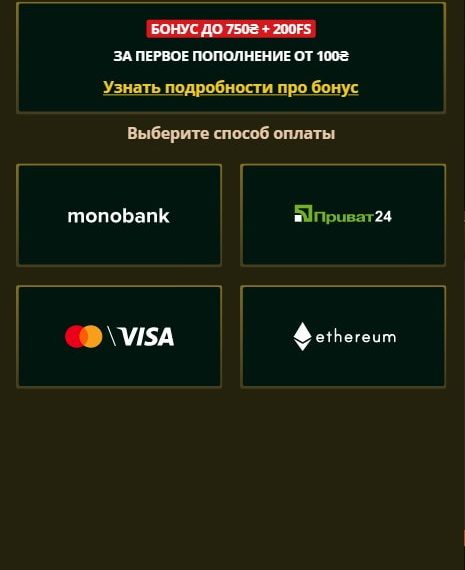 БОНУС ДО 750₴ + 200FS
ЗА ПЕРВОЕ ПОПОЛНЕНИЕ ОТ 100₴
Узнать подробности про бонус
Выберите способ оплаты
monobank
Приват24
VISA
ethereum